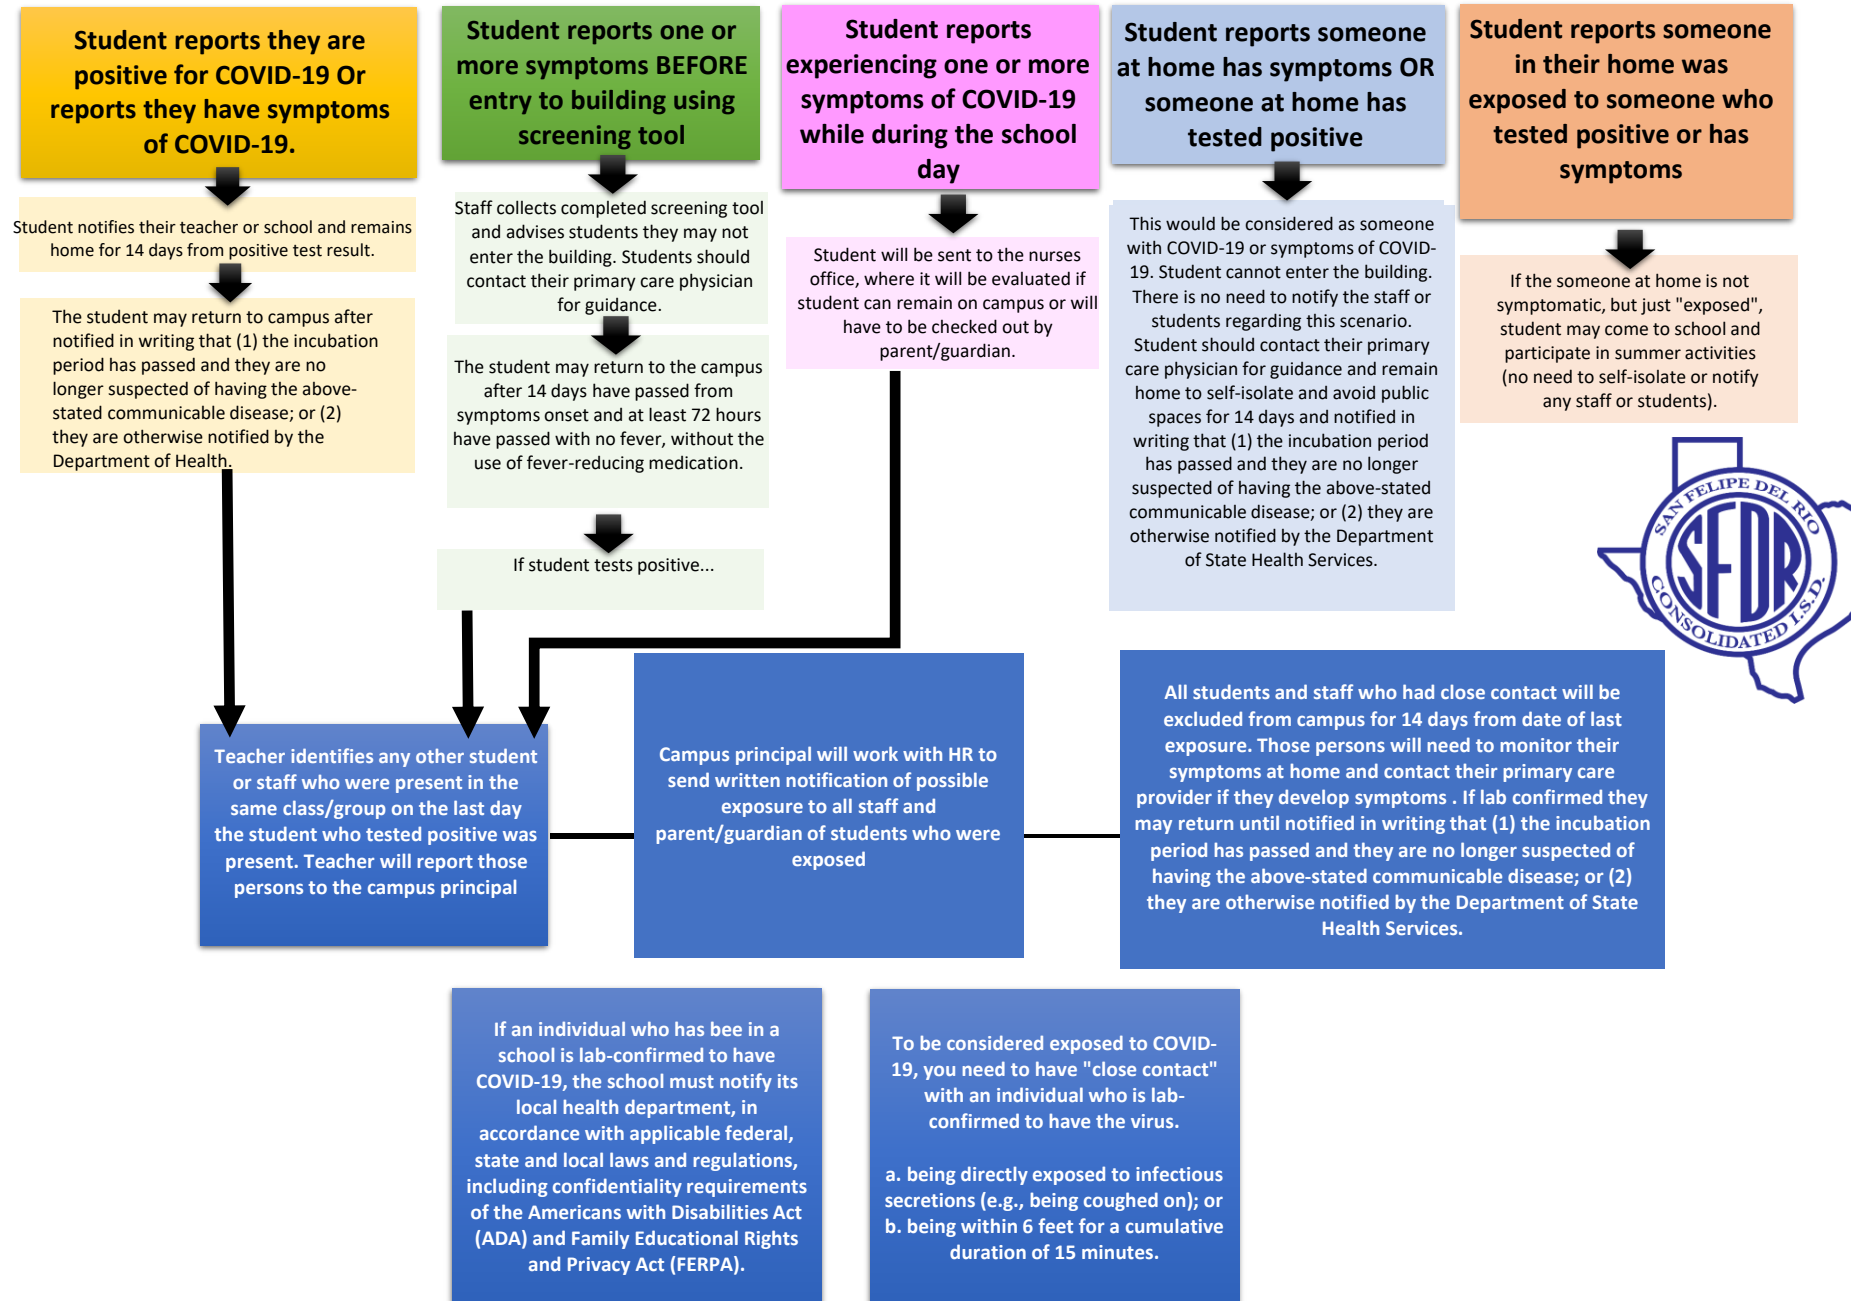 Student reports they are
positive for COVID-19 Or
reports they have symptoms
of COVID-19.
Student notifies their teacher or school and remains
home for 14 days from positive test result.
The student may return to campus after
notified in writing that (1) the incubation
period has passed and they are no
longer suspected of having the above-
stated communicable disease; or (2)
they are otherwise notified by the
Department of Health.
Student reports one or
more symptoms BEFORE
entry to building using
screening tool
Staff collects completed screening tool
and advises students they may not
enter the building. Students should
contact their primary care physician
for guidance.
The student may return to the campus
after 14 days have passed from
symptoms onset and at least 72 hours
have passed with no fever, without the
use of fever-reducing medication.
If student tests positive...
Student reports
experiencing one or more
symptoms of COVID-19
while during the school
day
Student will be sent to the nurses
office, where it will be evaluated if
student can remain on campus or will
have to be checked out by
parent/guardian.
Student reports someone
at home has symptoms OR
someone at home has
tested positive
This would be considered as someone
with COVID-19 or symptoms of COVID-
19. Student cannot enter the building.
There is no need to notify the staff or
students regarding this scenario.
Student should contact their primary
care physician for guidance and remain
home to self-isolate and avoid public
spaces for 14 days and notified in
writing that (1) the incubation period
has passed and they are no longer
suspected of having the above-stated
communicable disease; or (2) they are
otherwise notified by the Department
of State Health Services.
Student reports someone
in their home was
exposed to someone who
tested positive or has
symptoms
If the someone at home is not
symptomatic, but just "exposed",
student may come to school and
participate in summer activities
(no need to self-isolate or notify
any staff or students).
SAN FELIPE DEL RIO
SFDR
CONSOLIDATED I.S.D.
Teacher identifies any other student
or staff who were present in the
same class/group on the last day
the student who tested positive was
present. Teacher will report those
persons to the campus principal
Campus principal will work with HR to
send written notification of possible
exposure to all staff and
parent/guardian of students who were
exposed
All students and staff who had close contact will be
excluded from campus for 14 days from date of last
exposure. Those persons will need to monitor their
symptoms at home and contact their primary care
provider if they develop symptoms . If lab confirmed they
may return until notified in writing that (1) the incubation
period has passed and they are no longer suspected of
having the above-stated communicable disease; or (2)
they are otherwise notified by the Department of State
Health Services.
If an individual who has bee in a
school is lab-confirmed to have
COVID-19, the school must notify its
local health department, in
accordance with applicable federal,
state and local laws and regulations,
including confidentiality requirements
of the Americans with Disabilities Act
(ADA) and Family Educational Rights
and Privacy Act (FERPA).
To be considered exposed to COVID-
19, you need to have "close contact"
with an individual who is lab-
confirmed to have the virus.
a. being directly exposed to infectious
secretions (e.g., being coughed on); or
b. being within 6 feet for a cumulative
duration of 15 minutes.